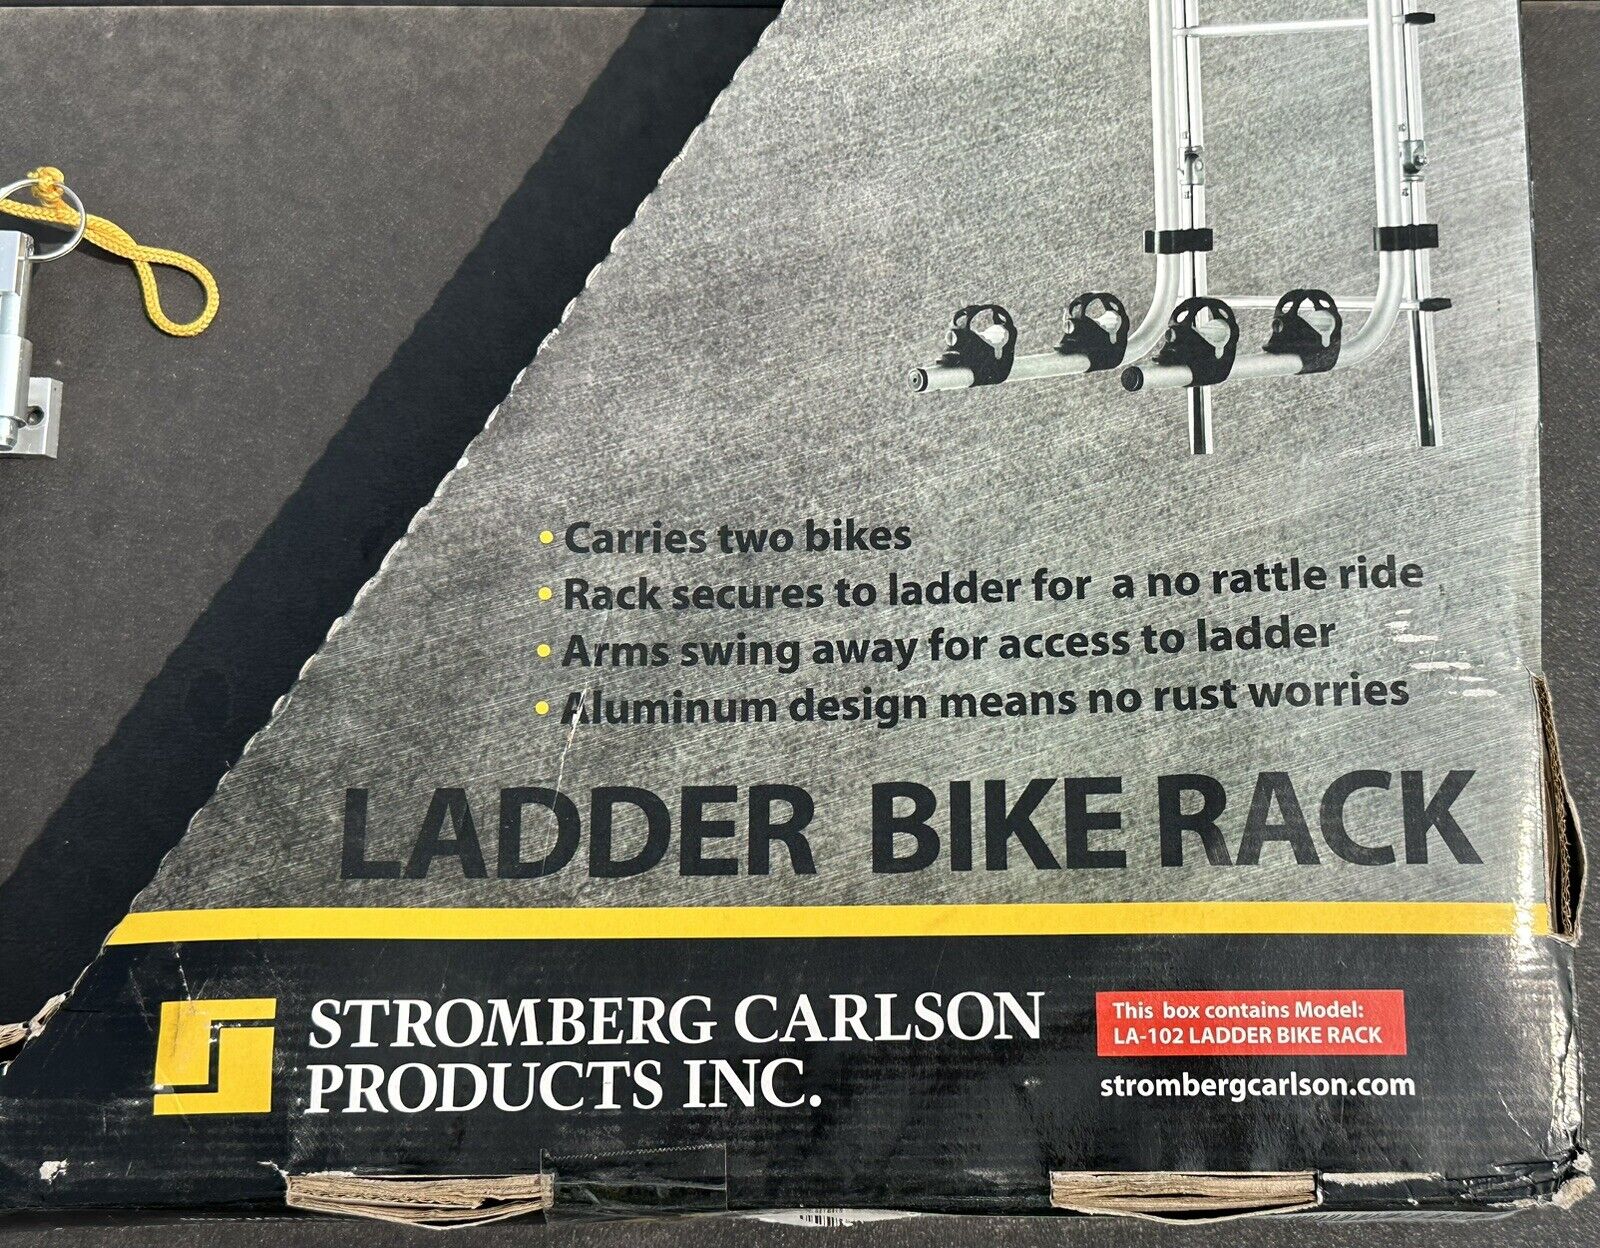 • Carries two bikes
• Rack secures to ladder for a no rattle ride
• Arms swing away for access to ladder
• Aluminum design means no rust worries
LADDER BIKE RACK
STROMBERG CARLSON
PRODUCTS INC.
This box contains Model:
LA-102 LADDER BIKE RACK
strombergcarlson.com